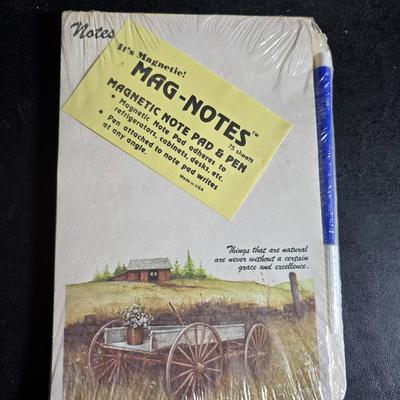 Notes
It's Magnetic!
MAG-NOTES™
75 sheets
MAGNETIC NOTE PAD & PEN
• Magnetic Note Pad adheres to
refrigerators, cabinets, desks, etc.
• Pen attached to note pad writes
at any angle.
Made in USA
Things that are natural
are never without a certain
grace and excellence.